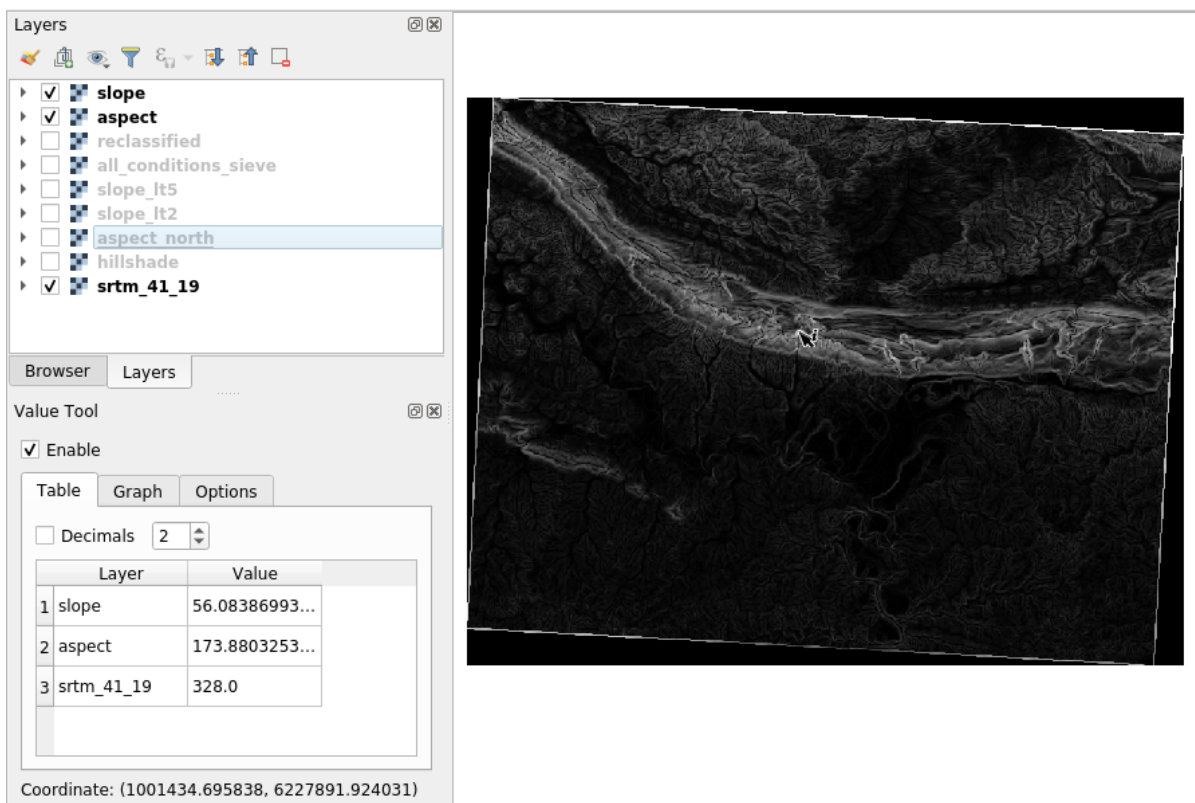 Layers
slope
aspect
reclassified
all_conditions_sieve
slope_lt5
slope_lt2
aspect_north
hillshade
srtm_41_19
Browser Layers
Value Tool
Enable
Table Graph Options
Decimals 2
Layer Value
1 slope 56.08386993...
2 aspect 173.8803253...
3 srtm_41_19 328.0
Coordinate: (1001434.695838, 6227891.924031)